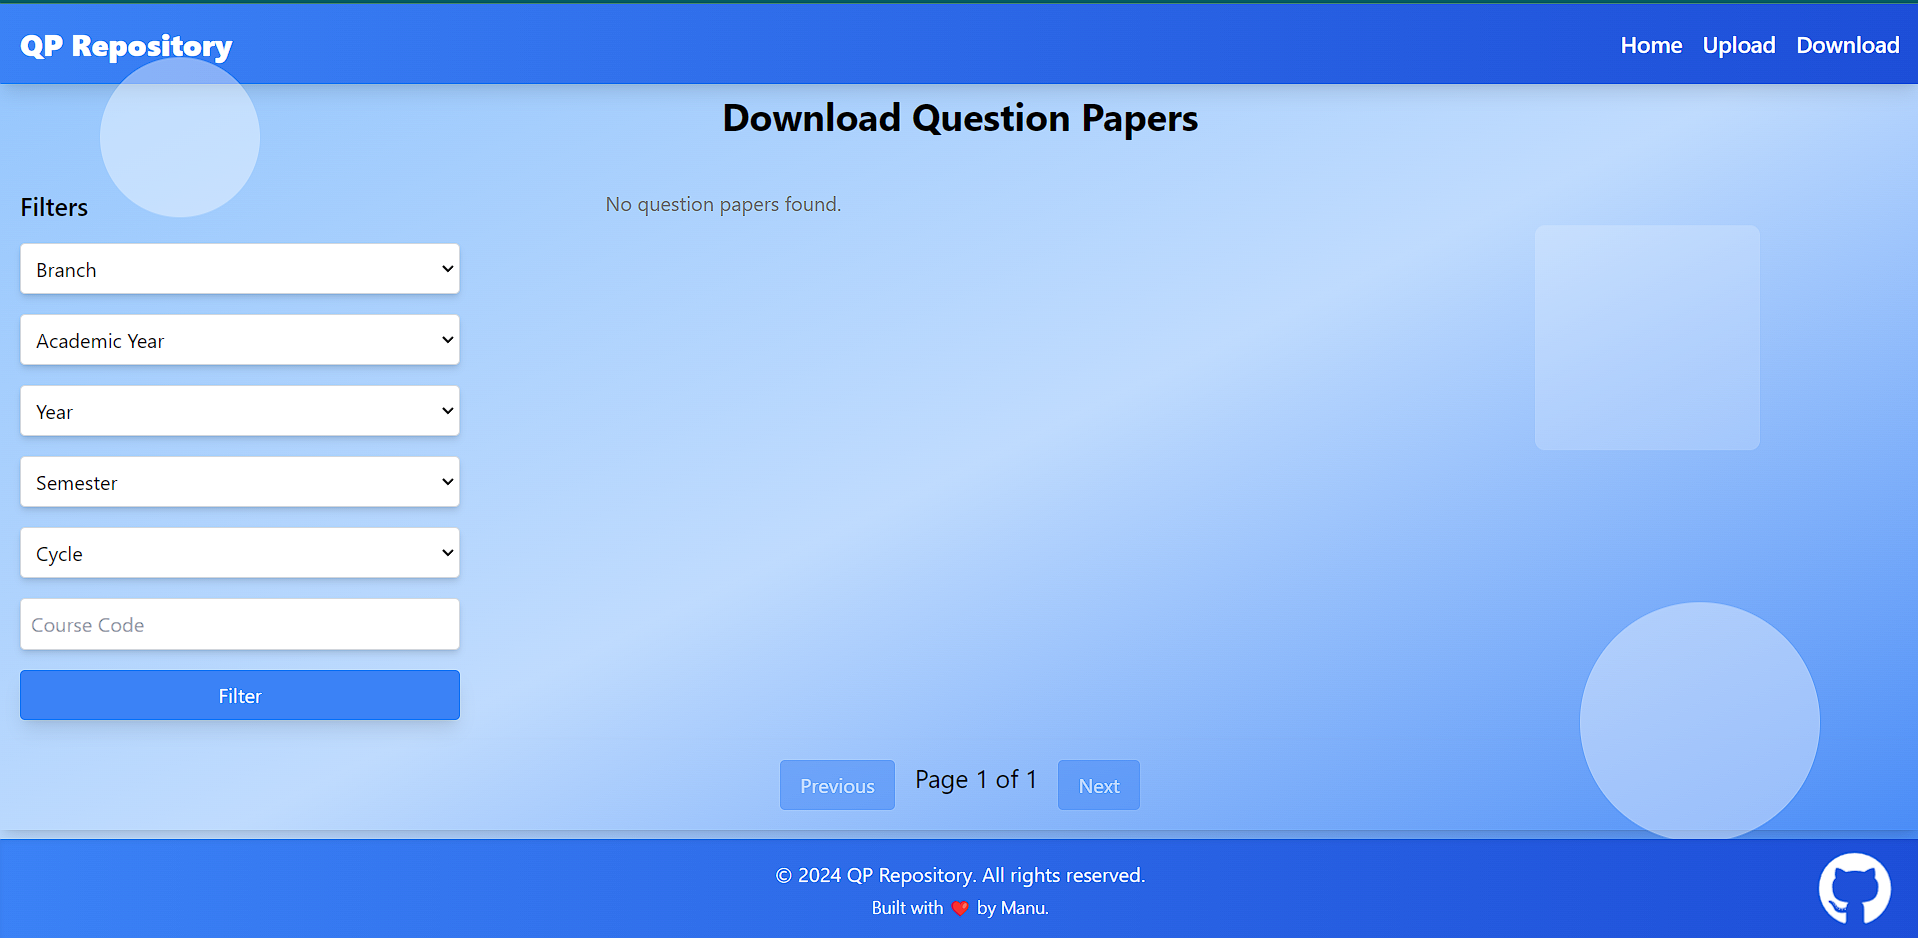 QP Repository
Home Upload Download
Download Question Papers
Filters
No question papers found.
Branch
Academic Year
Year
Semester
Cycle
Course Code
Filter
Previous Page 1 of 1 Next
© 2024 QP Repository. All rights reserved.
Built with ❤️ by Manu.